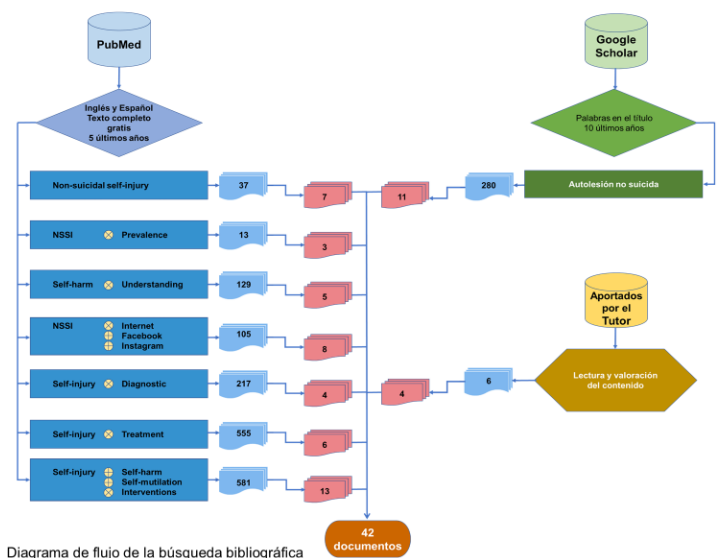 PubMed
Google
Scholar
Inglés y Español
Texto completo
gratis
5 últimos años
Palabras en el título
10 últimos años
Non-suicidal self-injury
37
7
11
280
Autolesión no suicida
NSSI Prevalence
13
3
Self-harm Understanding
129
5
Aportados
por el
Tutor
NSSI Internet
Facebook
Instagram
105
8
Self-injury Diagnostic
217
4
4
6
Lectura y valoración
del contenido
Self-injury Treatment
555
6
Self-injury Self-harm
Self-mutilation
Interventions
581
13
42
documentos
Diagrama de flujo de la búsqueda bibliográfica